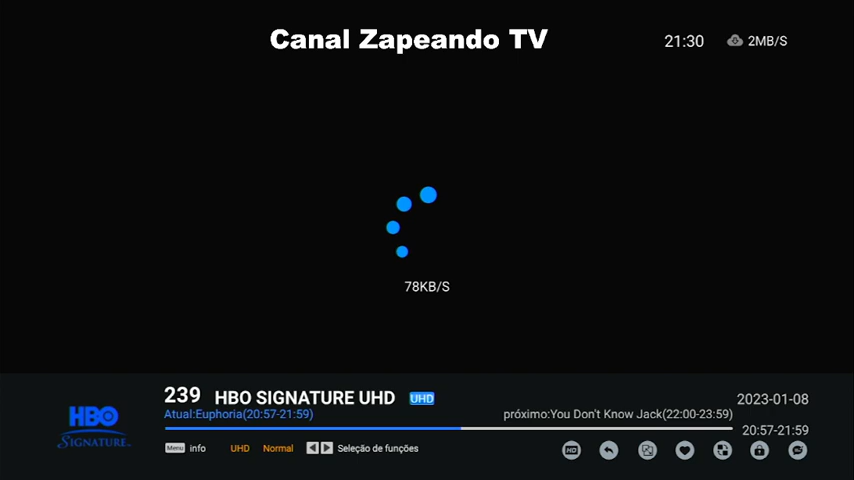 Canal Zapeando TV
21:30 2MB/S
78KB/S
HBO
SIGNATURE
239 HBO SIGNATURE UHD UHD
2023-01-08
Atual:Euphoria(20:57-21:59) próximo:You Don't Know Jack(22:00-23:59)
20:57-21:59
Menu info UHD Normal Seleção de funções
HD